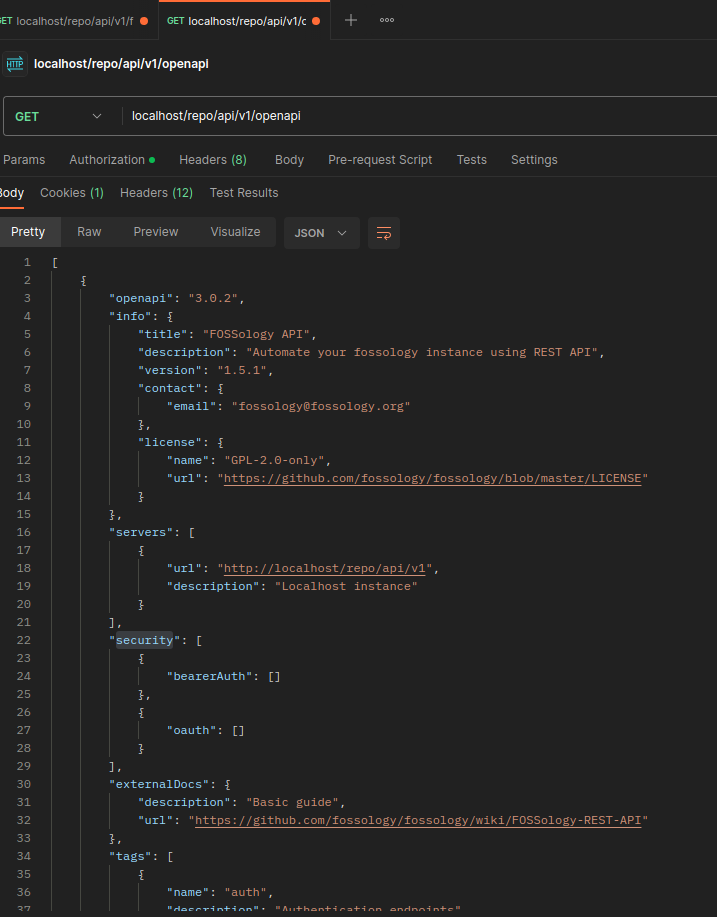 GET localhost/repo/api/v1/f
GET localhost/repo/api/v1/c
HTTP localhost/repo/api/v1/openapi
GET localhost/repo/api/v1/openapi
Params Authorization Headers (8) Body Pre-request Script Tests Settings
Body Cookies (1) Headers (12) Test Results
Pretty Raw Preview Visualize JSON
1 [
2 {
3 "openapi": "3.0.2",
4 "info": {
5 "title": "FOSSology API",
6 "description": "Automate your fossology instance using REST API",
7 "version": "1.5.1",
8 "contact": {
9 "email": "fossology@fossology.org"
10 },
11 "license": {
12 "name": "GPL-2.0-only",
13 "url": "https://github.com/fossology/fossology/blob/master/LICENSE"
14 }
15 },
16 "servers": [
17 {
18 "url": "http://localhost/repo/api/v1",
19 "description": "Localhost instance"
20 }
21 ],
22 "security": [
23 {
24 "bearerAuth": []
25 },
26 {
27 "oauth": []
28 }
29 ],
30 "externalDocs": {
31 "description": "Basic guide",
32 "url": "https://github.com/fossology/fossology/wiki/FOSSology-REST-API"
33 },
34 "tags": [
35 {
36 "name": "auth",
37 "description": "Authentication endpoints"